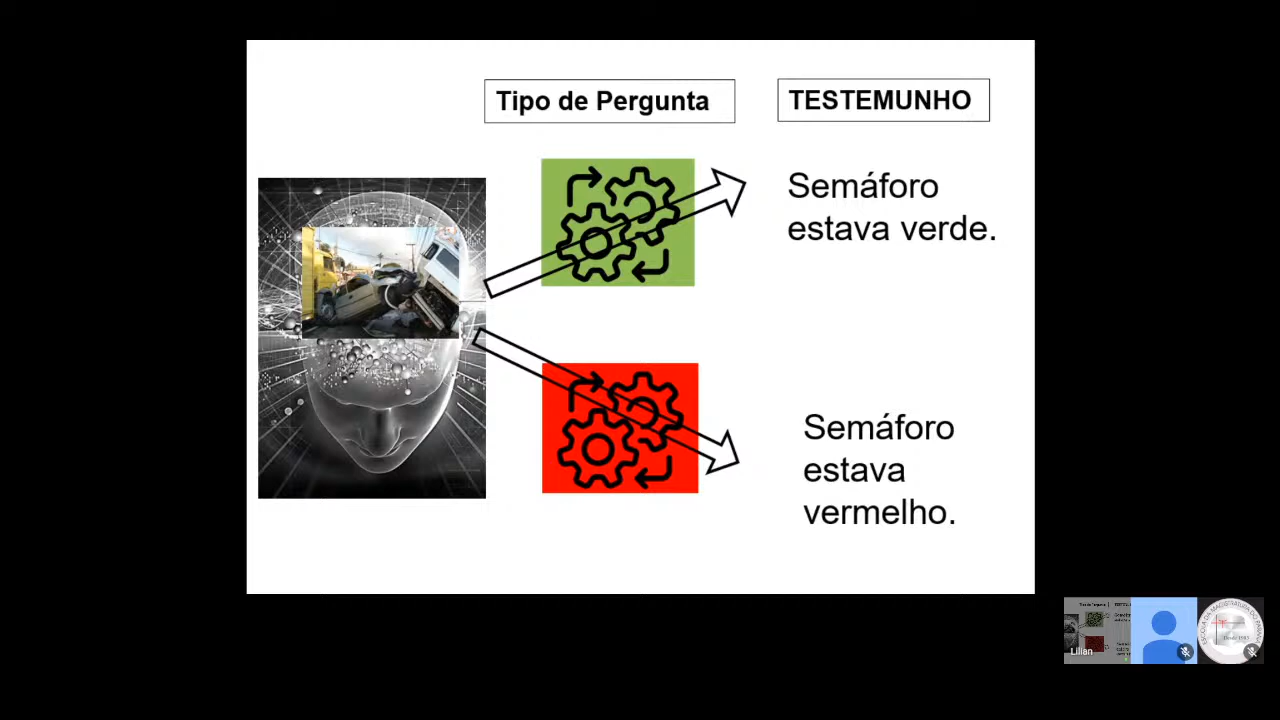 Tipo de Pergunta
TESTEMUNHO
Semáforo
estava verde.
Semáforo
estava
vermelho.
Lilian